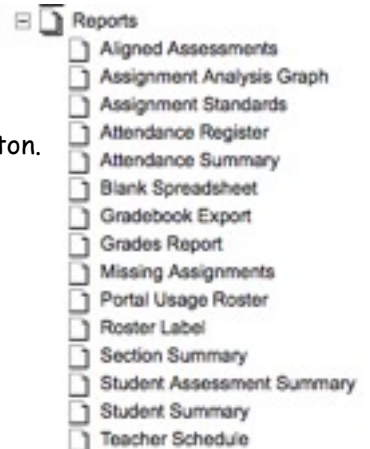 Reports
Aligned Assessments
Assignment Analysis Graph
Assignment Standards
Attendance Register
Attendance Summary
Blank Spreadsheet
Gradebook Export
Grades Report
Missing Assignments
Portal Usage Roster
Roster Label
Section Summary
Student Assessment Summary
Student Summary
Teacher Schedule